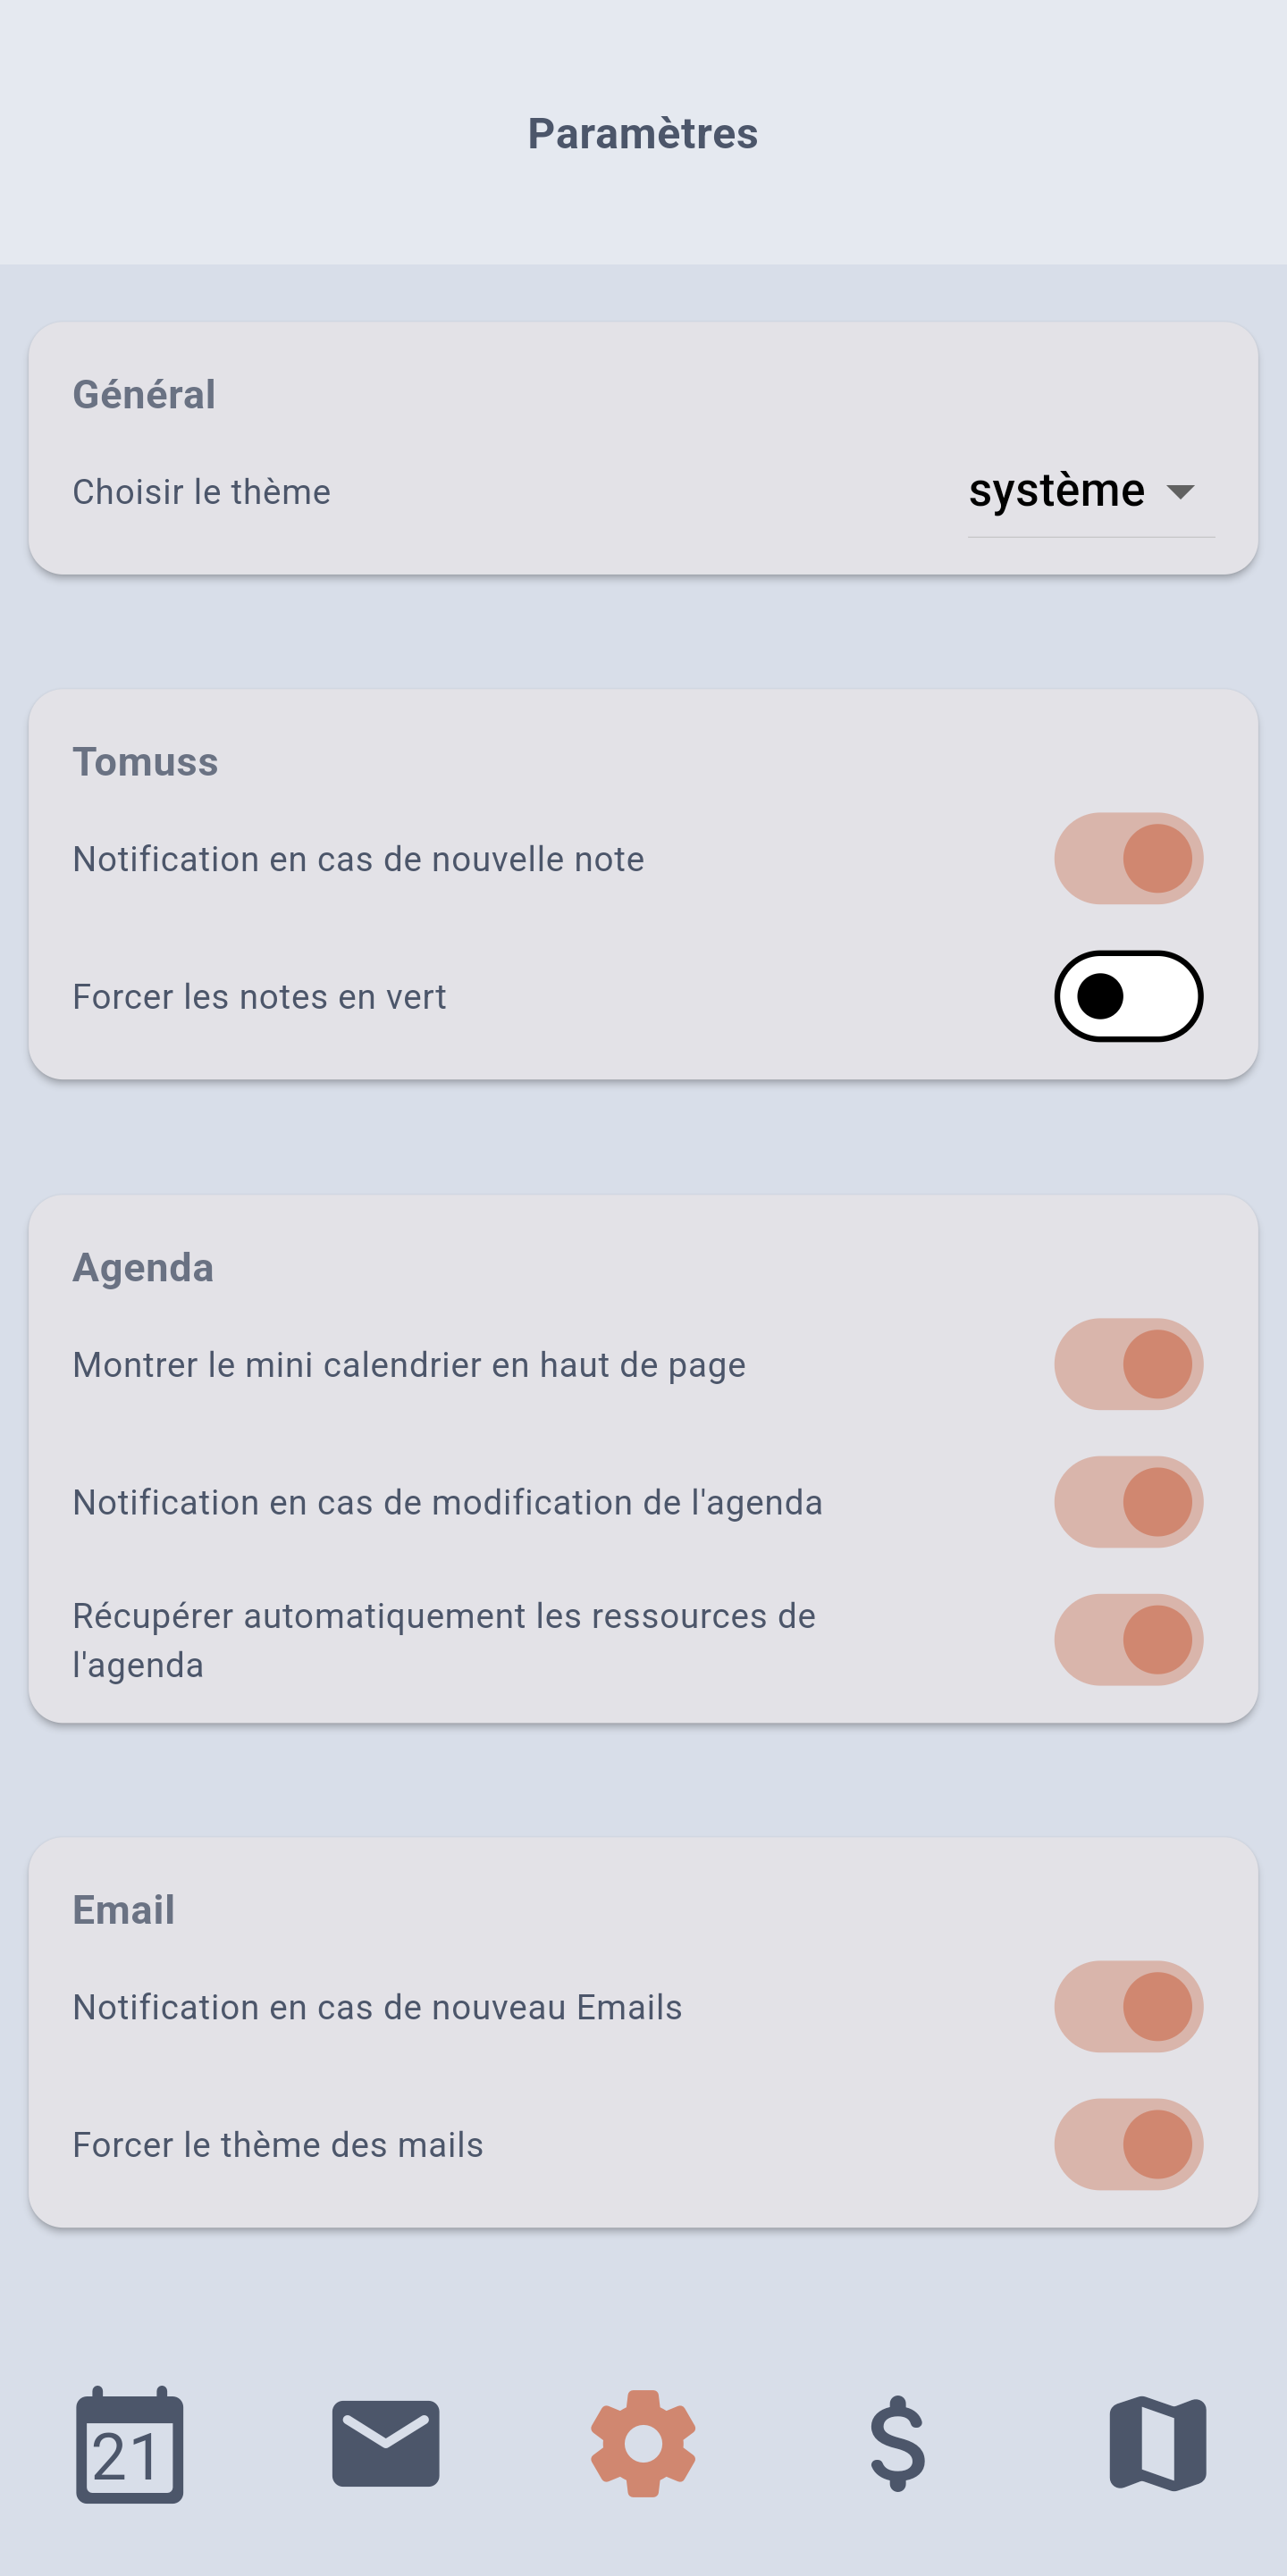 Paramètres
Général
Choisir le thème
système
Tomuss
Notification en cas de nouvelle note
Forcer les notes en vert
Agenda
Montrer le mini calendrier en haut de page
Notification en cas de modification de l'agenda
Récupérer automatiquement les ressources de
l'agenda
Email
Notification en cas de nouveau Emails
Forcer le thème des mails
21
$